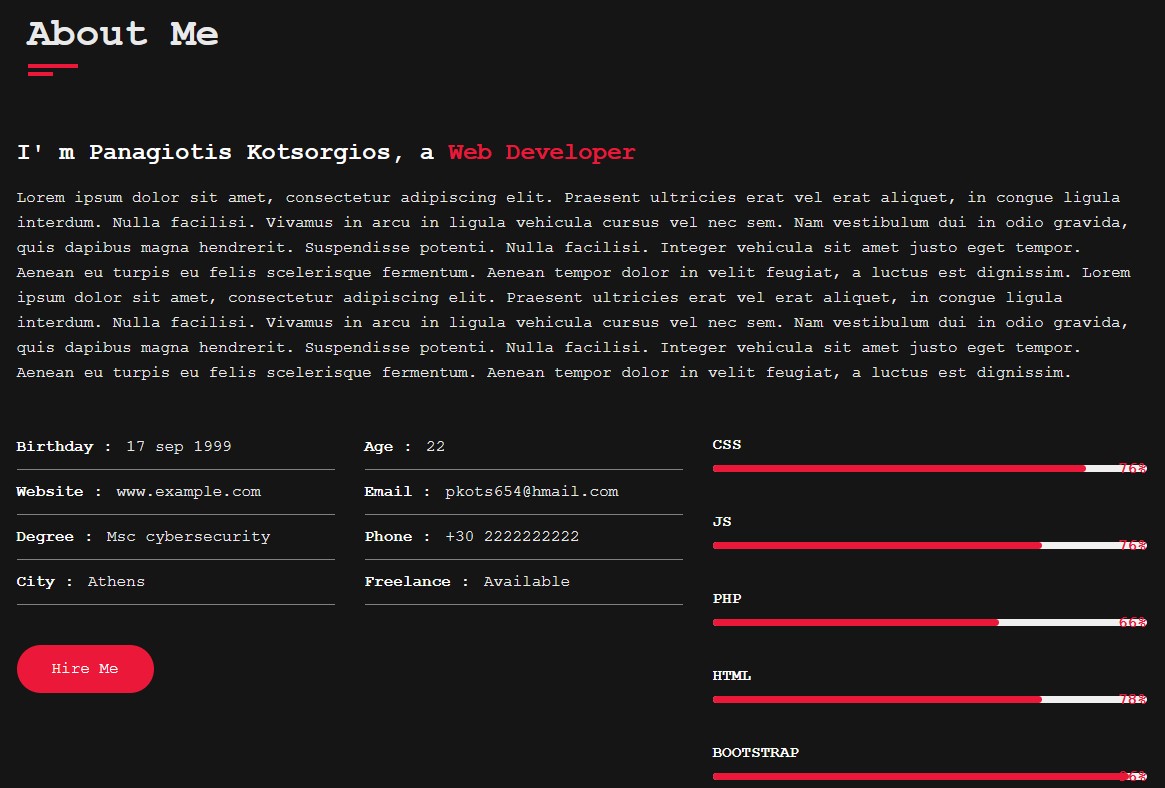 About Me
I' m Panagiotis Kotsorgios, a Web Developer
Lorem ipsum dolor sit amet, consectetur adipiscing elit. Praesent ultricies erat vel erat aliquet, in congue ligula
interdum. Nulla facilisi. Vivamus in arcu in ligula vehicula cursus vel nec sem. Nam vestibulum dui in odio gravida,
quis dapibus magna hendrerit. Suspendisse potenti. Nulla facilisi. Integer vehicula sit amet justo eget tempor.
Aenean eu turpis eu felis scelerisque fermentum. Aenean tempor dolor in velit feugiat, a luctus est dignissim. Lorem
ipsum dolor sit amet, consectetur adipiscing elit. Praesent ultricies erat vel erat aliquet, in congue ligula
interdum. Nulla facilisi. Vivamus in arcu in ligula vehicula cursus vel nec sem. Nam vestibulum dui in odio gravida,
quis dapibus magna hendrerit. Suspendisse potenti. Nulla facilisi. Integer vehicula sit amet justo eget tempor.
Aenean eu turpis eu felis scelerisque fermentum. Aenean tempor dolor in velit feugiat, a luctus est dignissim.
Birthday : 17 sep 1999
Age : 22
Website : www.example.com
Email : pkots654@hmail.com
Degree : Msc cybersecurity
Phone : +30 2222222222
City : Athens
Freelance : Available
Hire Me
CSS
76%
JS
76%
PHP
66%
HTML
78%
BOOTSTRAP